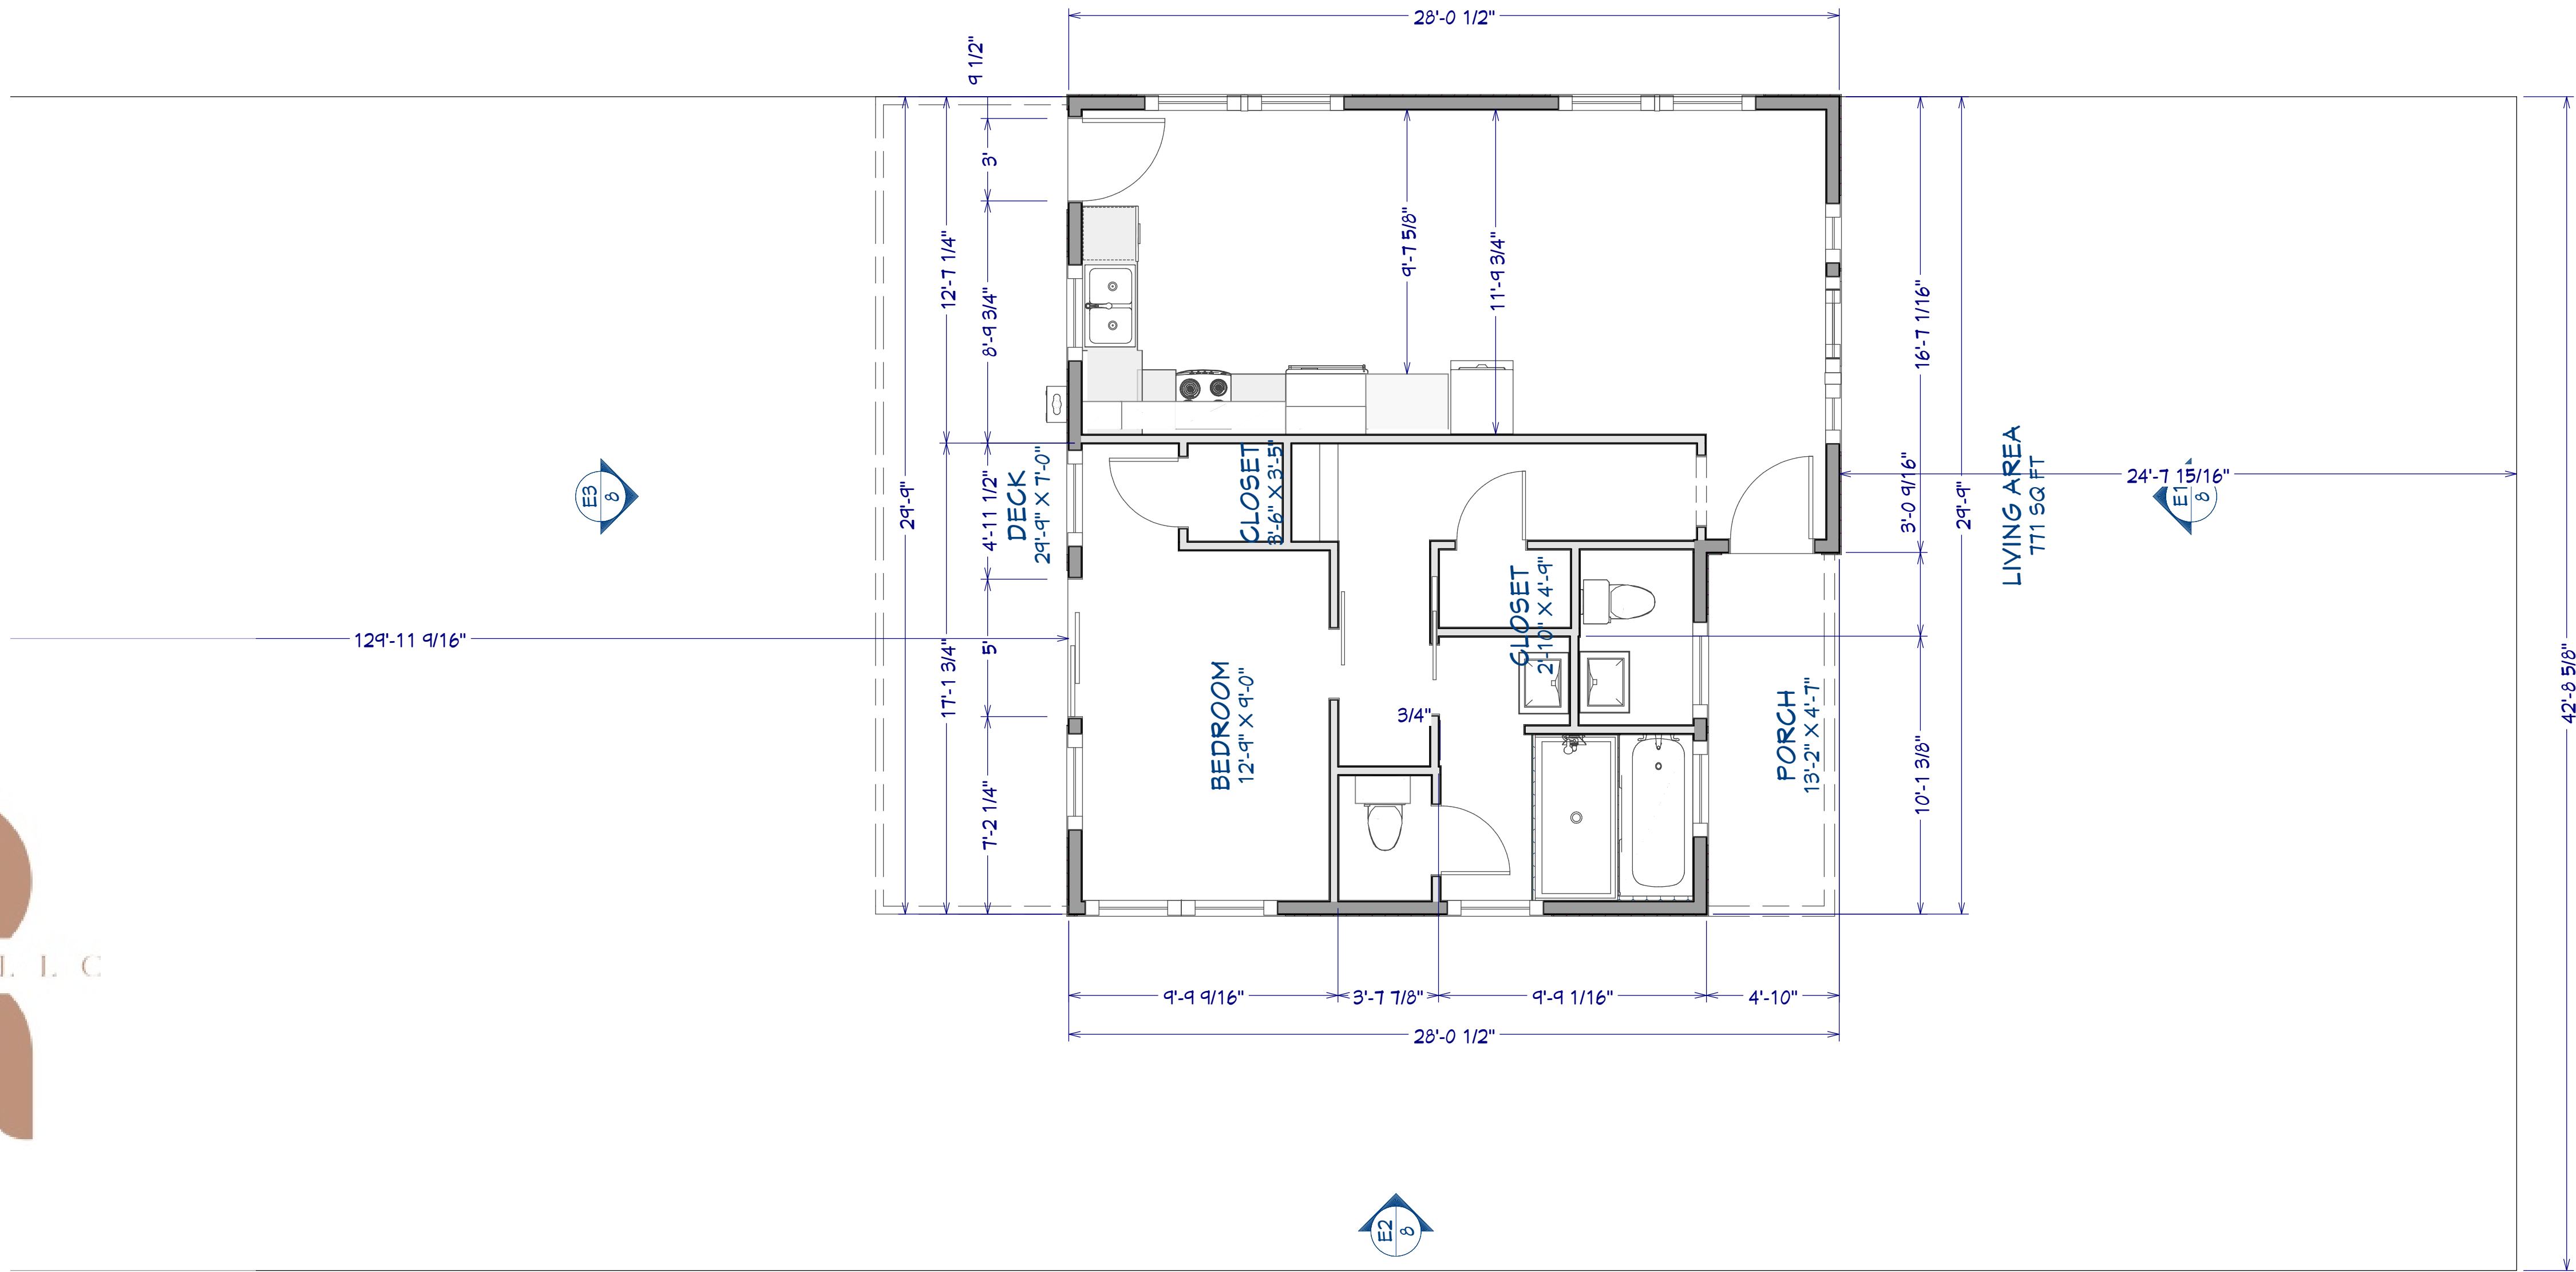 28'-0 1/2"
9 1/2"
3'
12'-7 1/4"
8'-9 3/4"
9'-7 5/8"
11'-9 3/4"
16'-7 1/16"
29'-9"
4'-11 1/2"
DECK
29'-9" X 7'-0"
CLOSET
3'-6" X 3'-5"
3'-0 9/16"
29'-9"
LIVING AREA
771 SQ FT
24'-7 15/16"
E1
8
E3
8
129'-11 9/16"
17'-1 3/4"
5'
7'-2 1/4"
BEDROOM
12'-9" X 9'-0"
3/4"
CLOSET
2'-10" X 4'-9"
PORCH
13'-2" X 4'-7"
10'-1 3/8"
42'-8 5/8"
LLC
9'-9 9/16"
3'-7 7/8"
9'-9 1/16"
4'-10"
28'-0 1/2"
E2
8